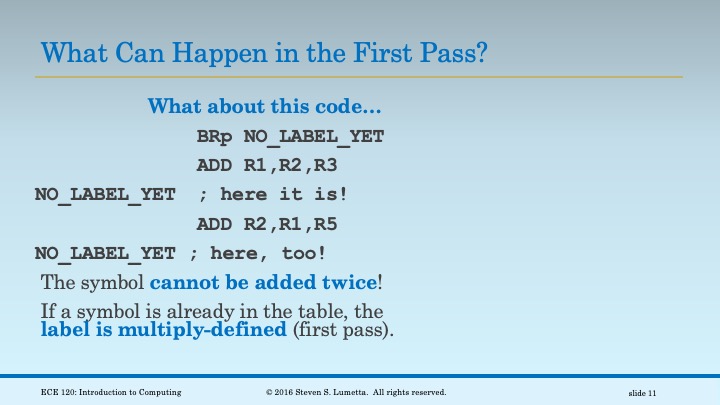 What Can Happen in the First Pass?
What about this code…
BRp NO_LABEL_YET
ADD R1,R2,R3
NO_LABEL_YET ; here it is!
ADD R2,R1,R5
NO_LABEL_YET ; here, too!
The symbol cannot be added twice!
If a symbol is already in the table, the
label is multiply-defined (first pass).
ECE 120: Introduction to Computing © 2016 Steven S. Lumetta. All rights reserved. slide 11